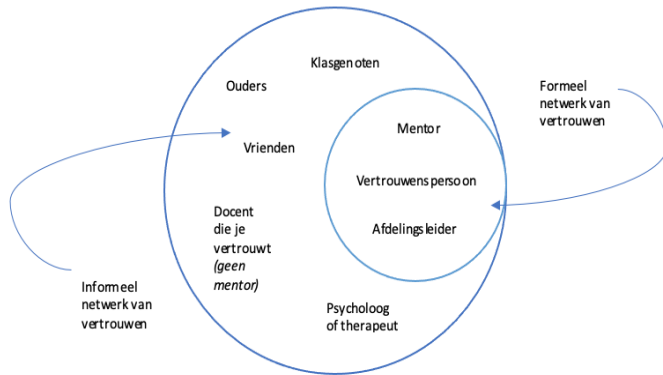 Klasgenoten
Ouders
Vrienden
Docent
die je
vertrouwt
(geen
mentor)
Psycholoog
of therapeut
Mentor
Vertrouwenspersoon
Afdelingsleider
Formeel
netwerk van
vertrouwen
Informeel
netwerk van
vertrouwen